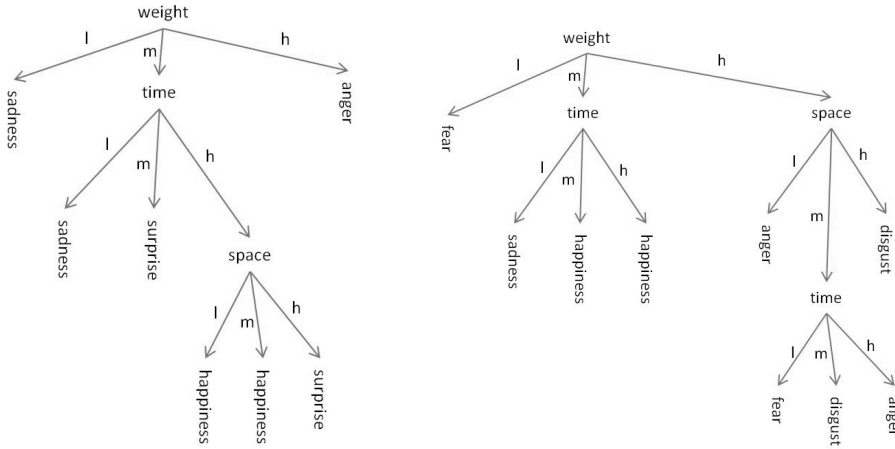 weight
l
m
h
sadness
time
anger
l
m
h
sadness
surprise
space
l
m
h
happiness
happiness
surprise
weight
l
m
h
fear
time
space
l
m
h
l
m
h
sadness
happiness
happiness
anger
disgust
time
l
m
h
fear
disgust
anger